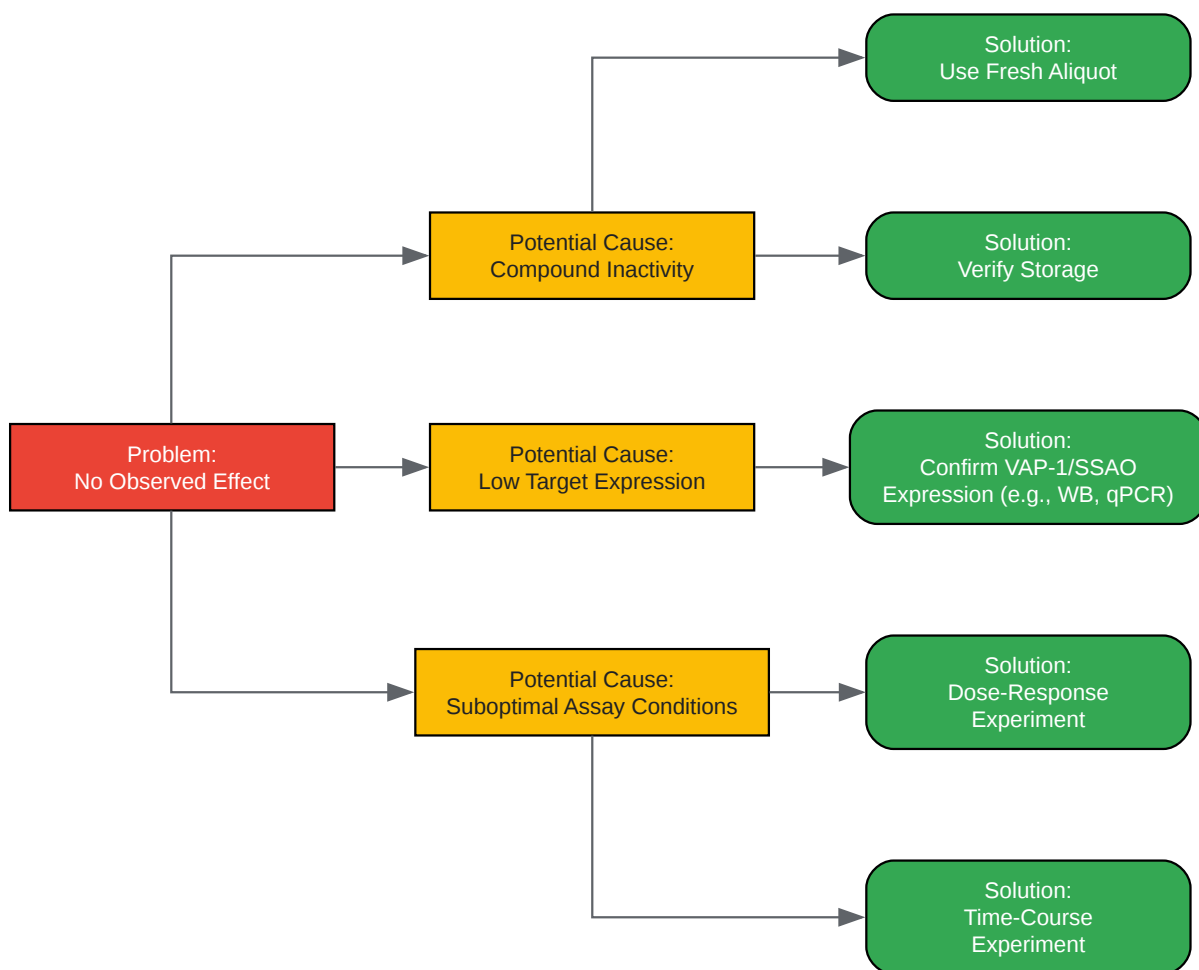 Solution:
Use Fresh Aliquot
Potential Cause:
Compound Inactivity
Solution:
Verify Storage
Problem:
No Observed Effect
Potential Cause:
Low Target Expression
Solution:
Confirm VAP-1/SSAO
Expression (e.g., WB, qPCR)
Potential Cause:
Suboptimal Assay Conditions
Solution:
Dose-Response
Experiment
Solution:
Time-Course
Experiment